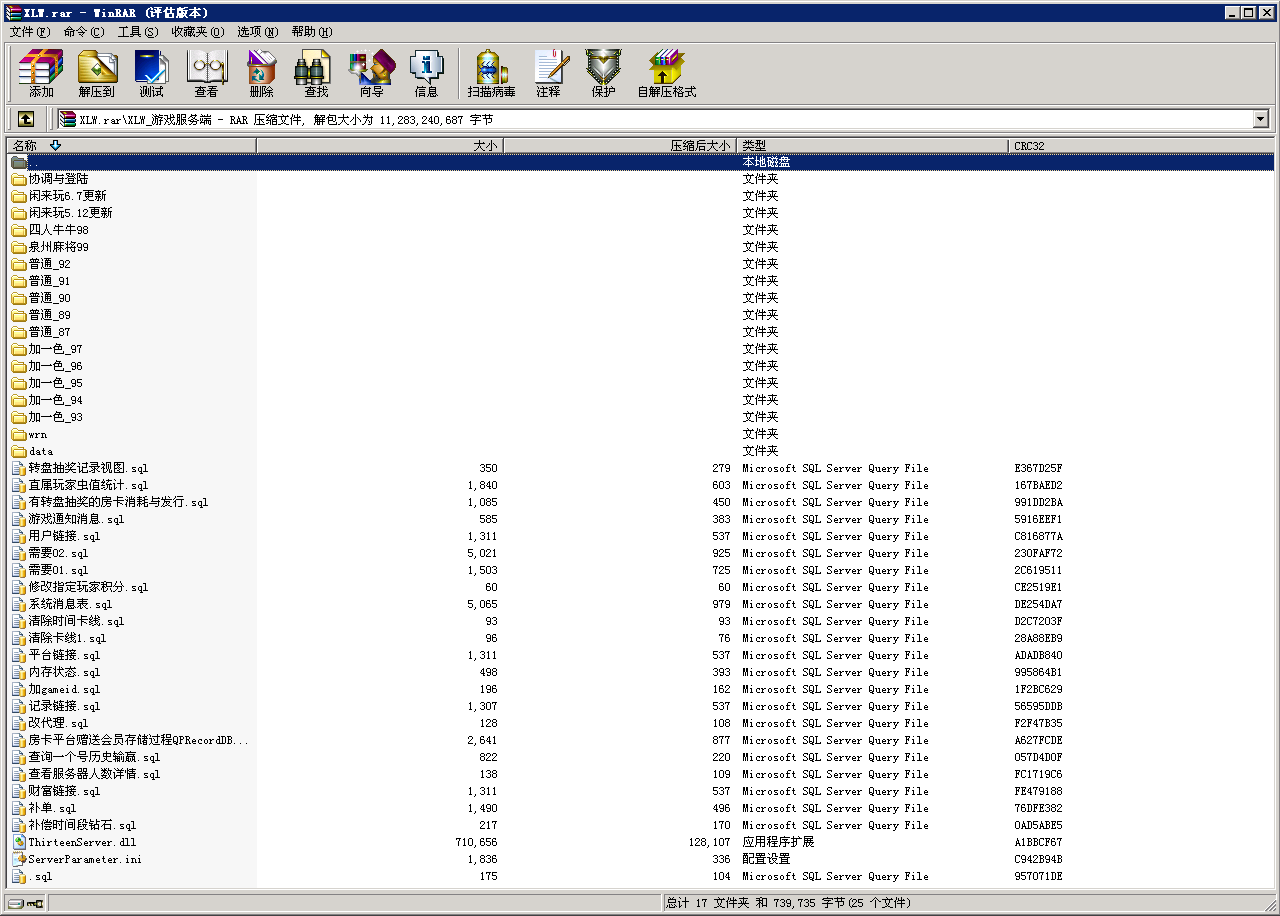 XLW.rar - WinRAR (评估版本)
文件(F) 命令(C) 工具(S) 收藏夹(O) 选项(N) 帮助(H)
添加 解压到 测试 查看 删除 查找 向导 信息 扫描病毒 注释 保护 自解压格式
XLW.rar\XLW_游戏服务端 - RAR 压缩文件, 解包大小为 11,283,240,687 字节
名称 大小 压缩后大小 类型 CRC32
.. 本地磁盘
协调与登陆 文件夹
闲来玩6.7更新 文件夹
闲来玩5.12更新 文件夹
四人牛牛98 文件夹
泉州麻将99 文件夹
普通_92 文件夹
普通_91 文件夹
普通_90 文件夹
普通_89 文件夹
普通_87 文件夹
加一色_97 文件夹
加一色_96 文件夹
加一色_95 文件夹
加一色_94 文件夹
加一色_93 文件夹
wrn 文件夹
data 文件夹
转盘抽奖记录视图.sql 350 279 Microsoft SQL Server Query File E367D25F
直属玩家虫值统计.sql 1,840 603 Microsoft SQL Server Query File 167BAED2
有转盘抽奖的房卡消耗与发行.sql 1,085 450 Microsoft SQL Server Query File 991DD2BA
游戏通知消息.sql 585 383 Microsoft SQL Server Query File 5916EEF1
用户链接.sql 1,311 537 Microsoft SQL Server Query File C816877A
需要02.sql 5,021 925 Microsoft SQL Server Query File 230FAF72
需要01.sql 1,503 725 Microsoft SQL Server Query File 2C619511
修改指定玩家积分.sql 60 60 Microsoft SQL Server Query File CE2519E1
系统消息表.sql 5,065 979 Microsoft SQL Server Query File DE254DA7
清除时间卡线.sql 93 93 Microsoft SQL Server Query File D2C7203F
清除卡线1.sql 96 76 Microsoft SQL Server Query File 28A88EB9
平台链接.sql 1,311 537 Microsoft SQL Server Query File ADADB840
内存状态.sql 498 393 Microsoft SQL Server Query File 995864B1
加gameid.sql 196 162 Microsoft SQL Server Query File 1F2BC629
记录链接.sql 1,307 537 Microsoft SQL Server Query File 56595DDB
改代理.sql 128 108 Microsoft SQL Server Query File F2F47B35
房卡平台赠送会员存储过程QPRecordDB... 2,641 877 Microsoft SQL Server Query File A627FCDE
查询一个号历史输赢.sql 822 220 Microsoft SQL Server Query File 057D4D0F
查看服务器人数详情.sql 138 109 Microsoft SQL Server Query File FC1719C6
财富链接.sql 1,311 537 Microsoft SQL Server Query File FE479188
补单.sql 1,490 496 Microsoft SQL Server Query File 76DFE382
补偿时间段钻石.sql 217 170 Microsoft SQL Server Query File 0AD5ABE5
ThirteenServer.dll 710,656 128,107 应用程序扩展 A1BBCF67
ServerParameter.ini 1,836 336 配置设置 C942B94B
.sql 175 104 Microsoft SQL Server Query File 957071DE
总计 17 文件夹 和 739,735 字节(25 个文件)